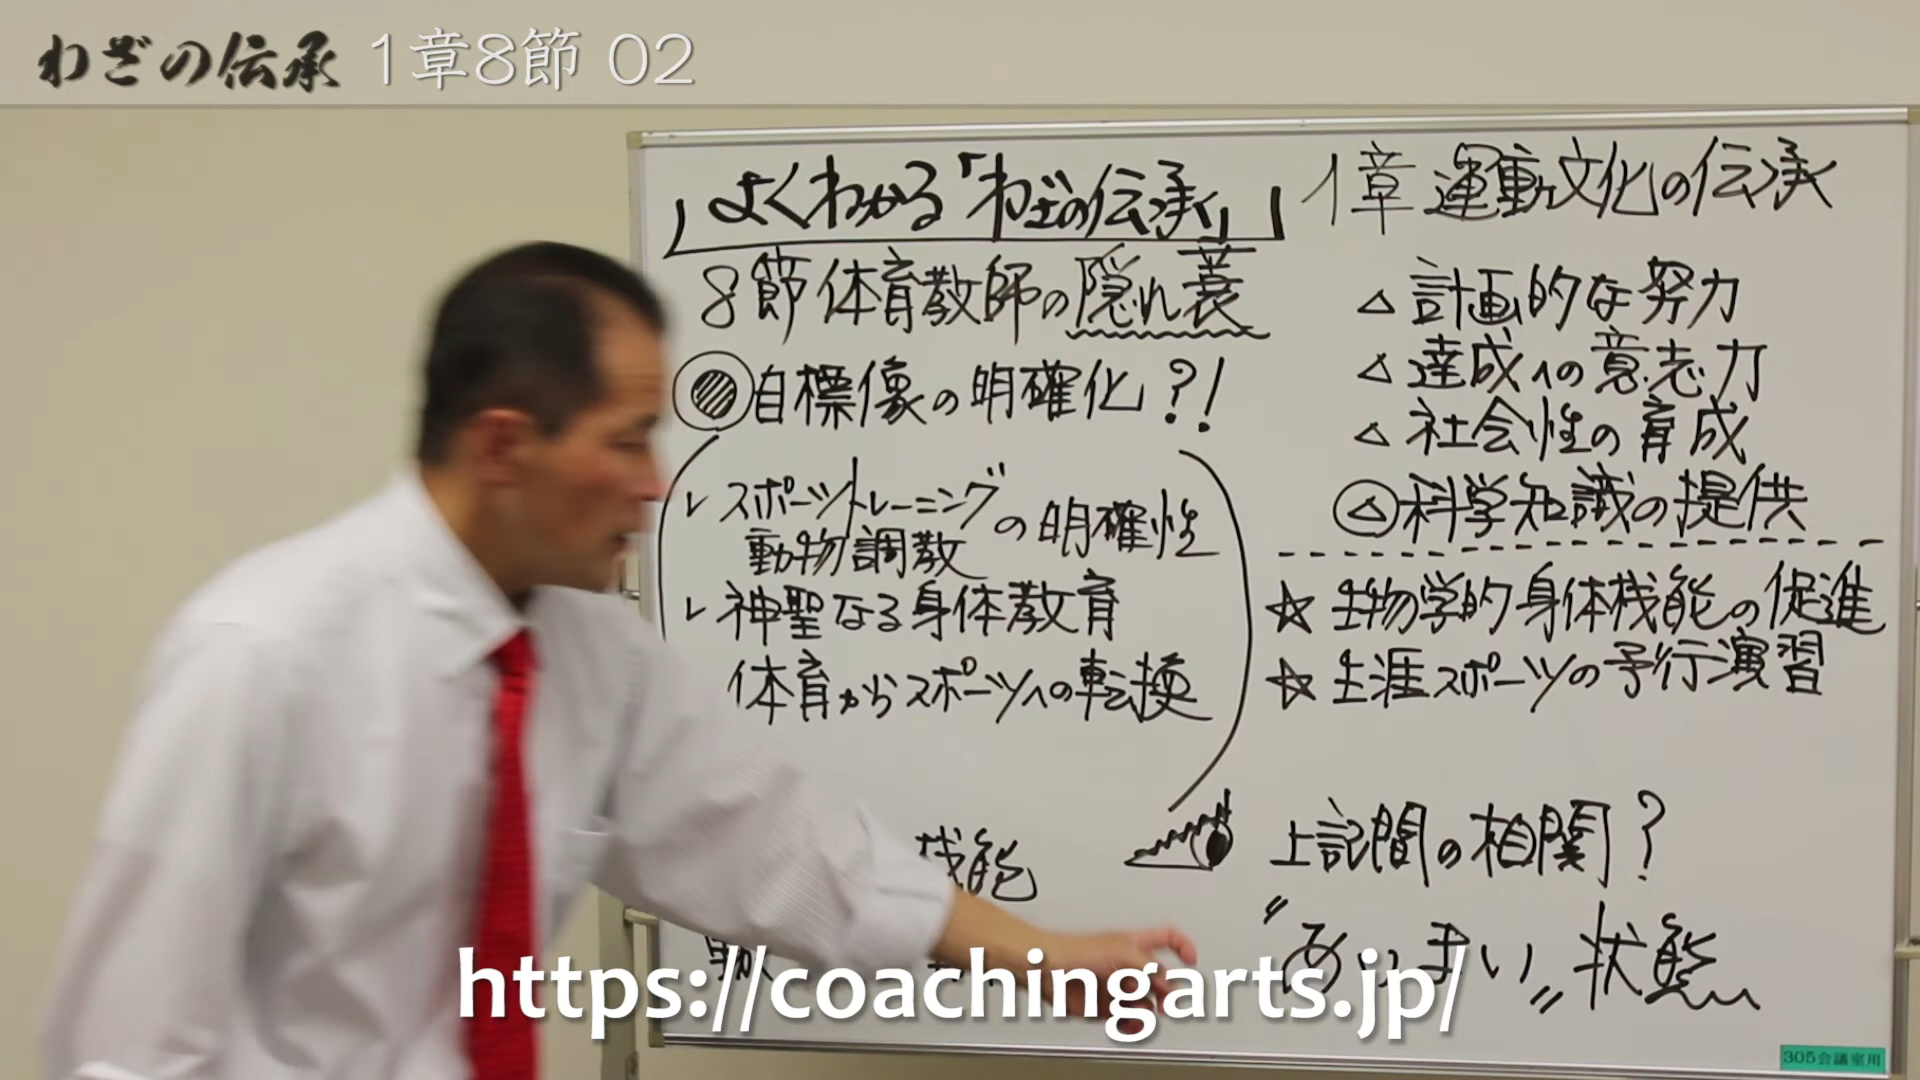 わざの伝承 1章8節 02
よくわかる「わざの伝承」
8節 体育教師の隠れ蓑
目標像の明確化?!
レ スポーツトレーニング
動物調教
の明確性
レ 神聖なる身体教育
体育からスポーツへの転換
機能
1章 運動文化の伝承
△ 計画的な努力
△ 達成への意志力
△ 社会性の育成
△ 科学知識の提供
☆ 生物学的身体機能の促進
☆ 生涯スポーツの予行演習
上記間の相関?
〃あいまい〃状態
https://coachingarts.jp/
305会議室用